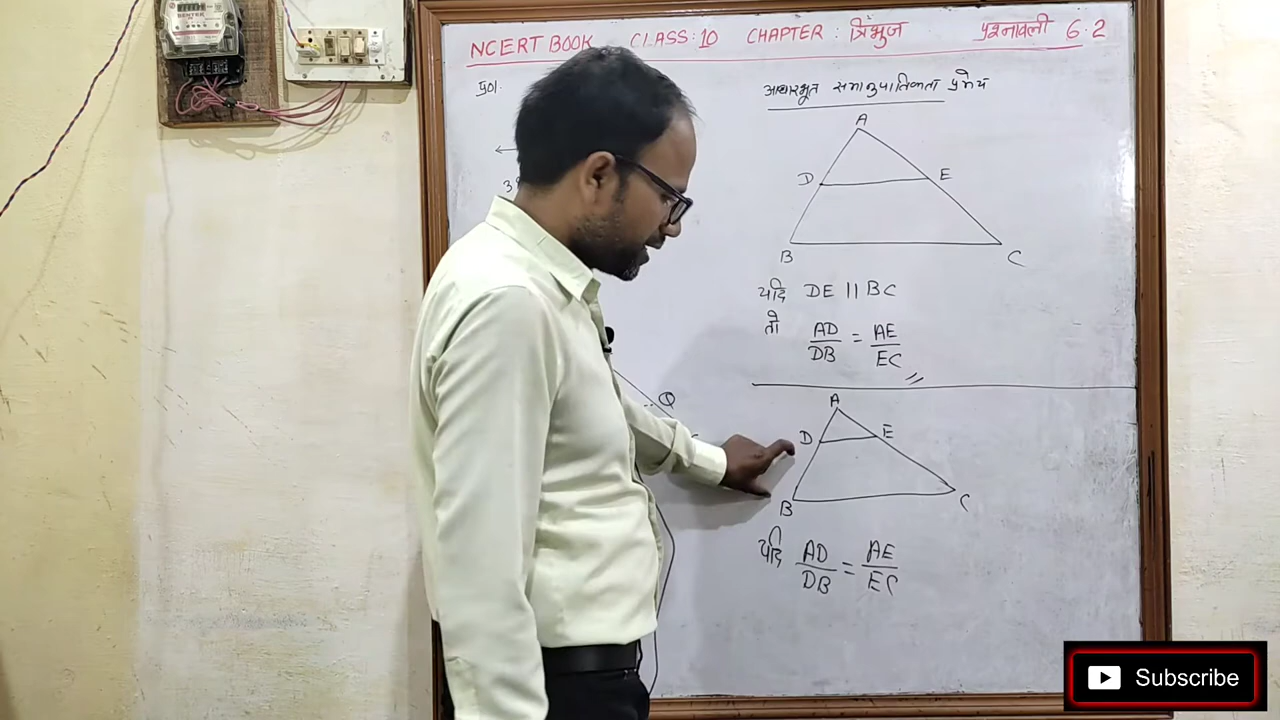 NCERT BOOK CLASS:10 CHAPTER : त्रिभुज प्रश्नावली 6.2
प्र01.
आधारभूत समानुपातिकता प्रमेय
A
D E
B C
यदि DE || BC
तो AD/DB = AE/EC
Q
A
D E
B C
यदि AD/DB = AE/EC
Subscribe